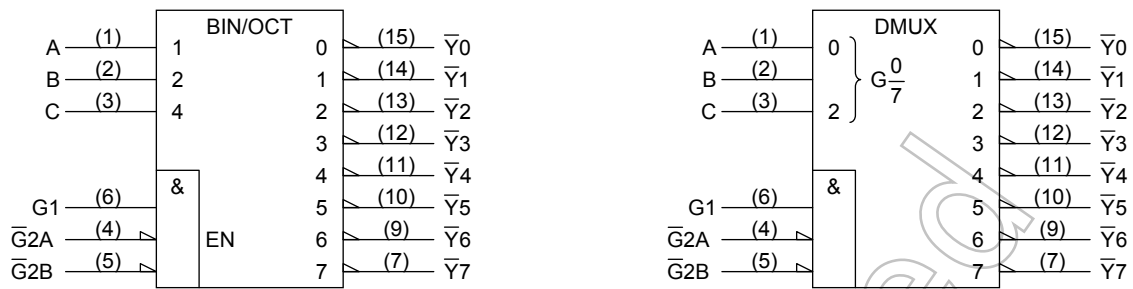 BIN/OCT
A (1) 1 0 (15) Y̅0
B (2) 2 1 (14) Y̅1
C (3) 4 2 (13) Y̅2
3 (12) Y̅3
4 (11) Y̅4
&
G1 (6) 5 (10) Y̅5
G̅2A (4) EN 6 (9) Y̅6
G̅2B (5) 7 (7) Y̅7
DMUX
A (1) 0 0 (15) Y̅0
B (2) G 0/7 1 (14) Y̅1
C (3) 2 2 (13) Y̅2
3 (12) Y̅3
4 (11) Y̅4
&
G1 (6) 5 (10) Y̅5
G̅2A (4) 6 (9) Y̅6
G̅2B (5) 7 (7) Y̅7